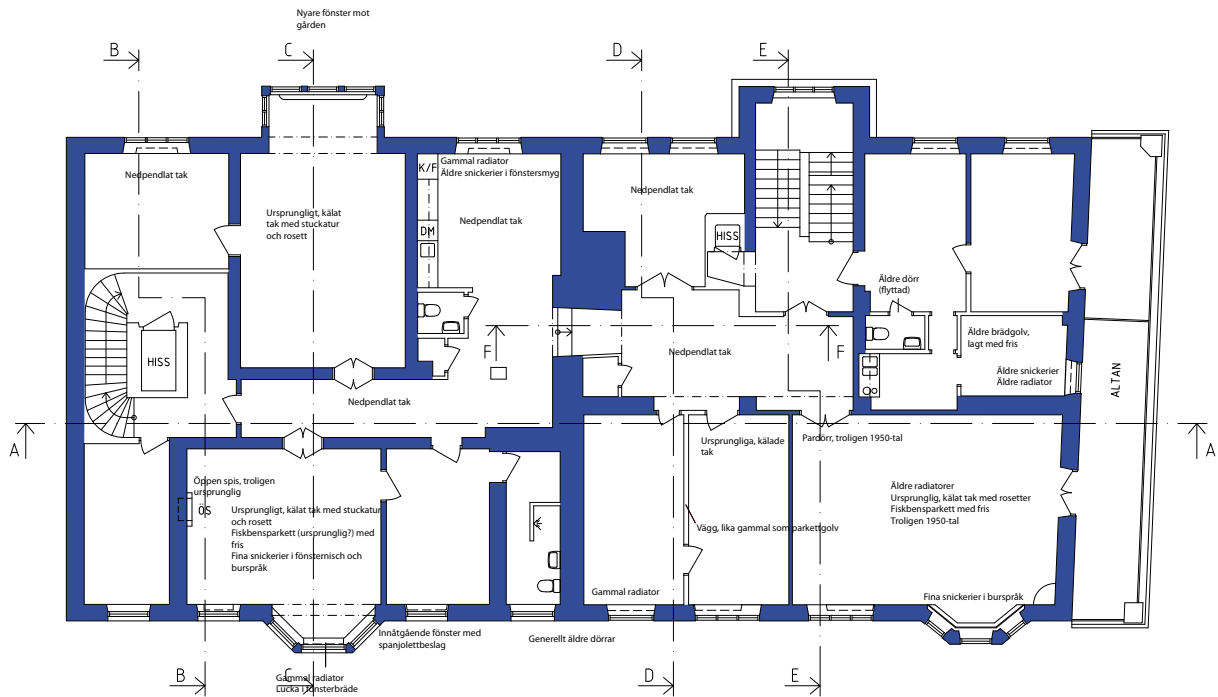 Nyare fönster mot
gården
B
C
D
E
Nedpendlat tak
Ursprungligt, kälat
tak med stuckatur
och rosett
K/F
DM
Gammal radiator
Äldre snickerier i fönstersmyg
Nedpendlat tak
Nedpendlat tak
HISS
Äldre dörr
(flyttad)
Äldre brädgolv,
lagt med fris
Äldre snickerier
Äldre radiator
ALTAN
HISS
F
F
Nedpendlat tak
Nedpendlat tak
A
A
Öppen spis, troligen
ursprunglig
ÖS
Ursprungligt, kälat tak med stuckatur
och rosett
Fiskbensparkett (ursprunglig?) med
fris
Fina snickerier i fönsternisch och
burspråk
Ursprungliga, kälade
tak
Vägg, lika gammal som parkettgolv
Pardörr, troligen 1950-tal
Äldre radiatorer
Ursprunglig, kälat tak med rosetter
Fiskbensparkett med fris
Troligen 1950-tal
Gammal radiator
Fina snickerier i burspråk
Innåtgående fönster med
spanjolettbeslag
Generellt äldre dörrar
Gammal radiator
Lucka i fönsterbräde
B
C
D
E